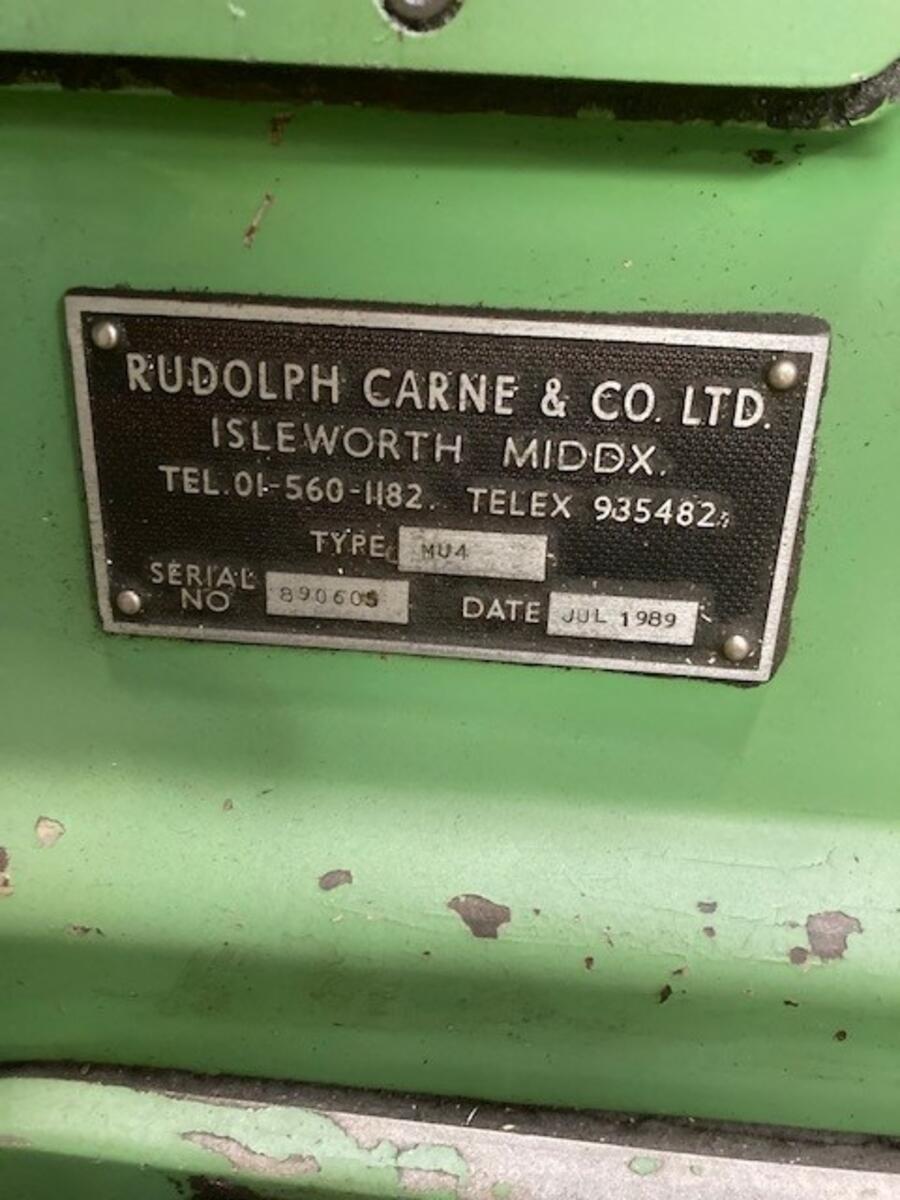 RUDOLPH CARNE & CO. LTD.
ISLEWORTH MIDDX.
TEL. 01-560-1182. TELEX 935482.
TYPE MU4
SERIAL NO 890605 DATE JUL 1989